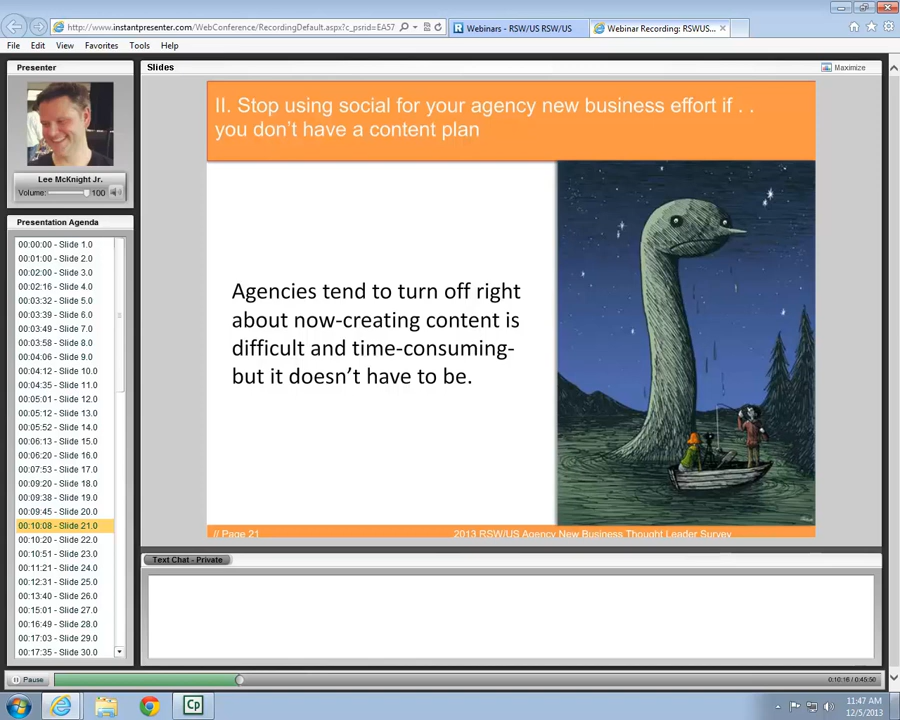 http://www.instantpresenter.com/WebConference/RecordingDefault.aspx?c_psrid=EA57
Webinars - RSW/US RSW/US
Webinar Recording: RSWUS...
File Edit View Favorites Tools Help
Presenter
Slides
Maximize
Lee McKnight Jr.
Volume: 100
Presentation Agenda
00:00:00 - Slide 1.0
00:01:00 - Slide 2.0
00:02:00 - Slide 3.0
00:02:16 - Slide 4.0
00:03:32 - Slide 5.0
00:03:39 - Slide 6.0
00:03:49 - Slide 7.0
00:03:58 - Slide 8.0
00:04:06 - Slide 9.0
00:04:12 - Slide 10.0
00:04:35 - Slide 11.0
00:05:01 - Slide 12.0
00:05:12 - Slide 13.0
00:05:52 - Slide 14.0
00:06:13 - Slide 15.0
00:06:20 - Slide 16.0
00:07:53 - Slide 17.0
00:09:20 - Slide 18.0
00:09:38 - Slide 19.0
00:09:45 - Slide 20.0
00:10:08 - Slide 21.0
00:10:20 - Slide 22.0
00:10:51 - Slide 23.0
00:11:21 - Slide 24.0
00:12:31 - Slide 25.0
00:13:40 - Slide 26.0
00:15:01 - Slide 27.0
00:16:49 - Slide 28.0
00:17:03 - Slide 29.0
00:17:35 - Slide 30.0
II. Stop using social for your agency new business effort if . .
you don't have a content plan
Agencies tend to turn off right
about now-creating content is
difficult and time-consuming-
but it doesn't have to be.
// Page 21
2013 RSW/US Agency New Business Thought Leader Survey
Text Chat - Private
Pause
0:10:16 / 0:45:50
Cp
11:47 AM
12/5/2013